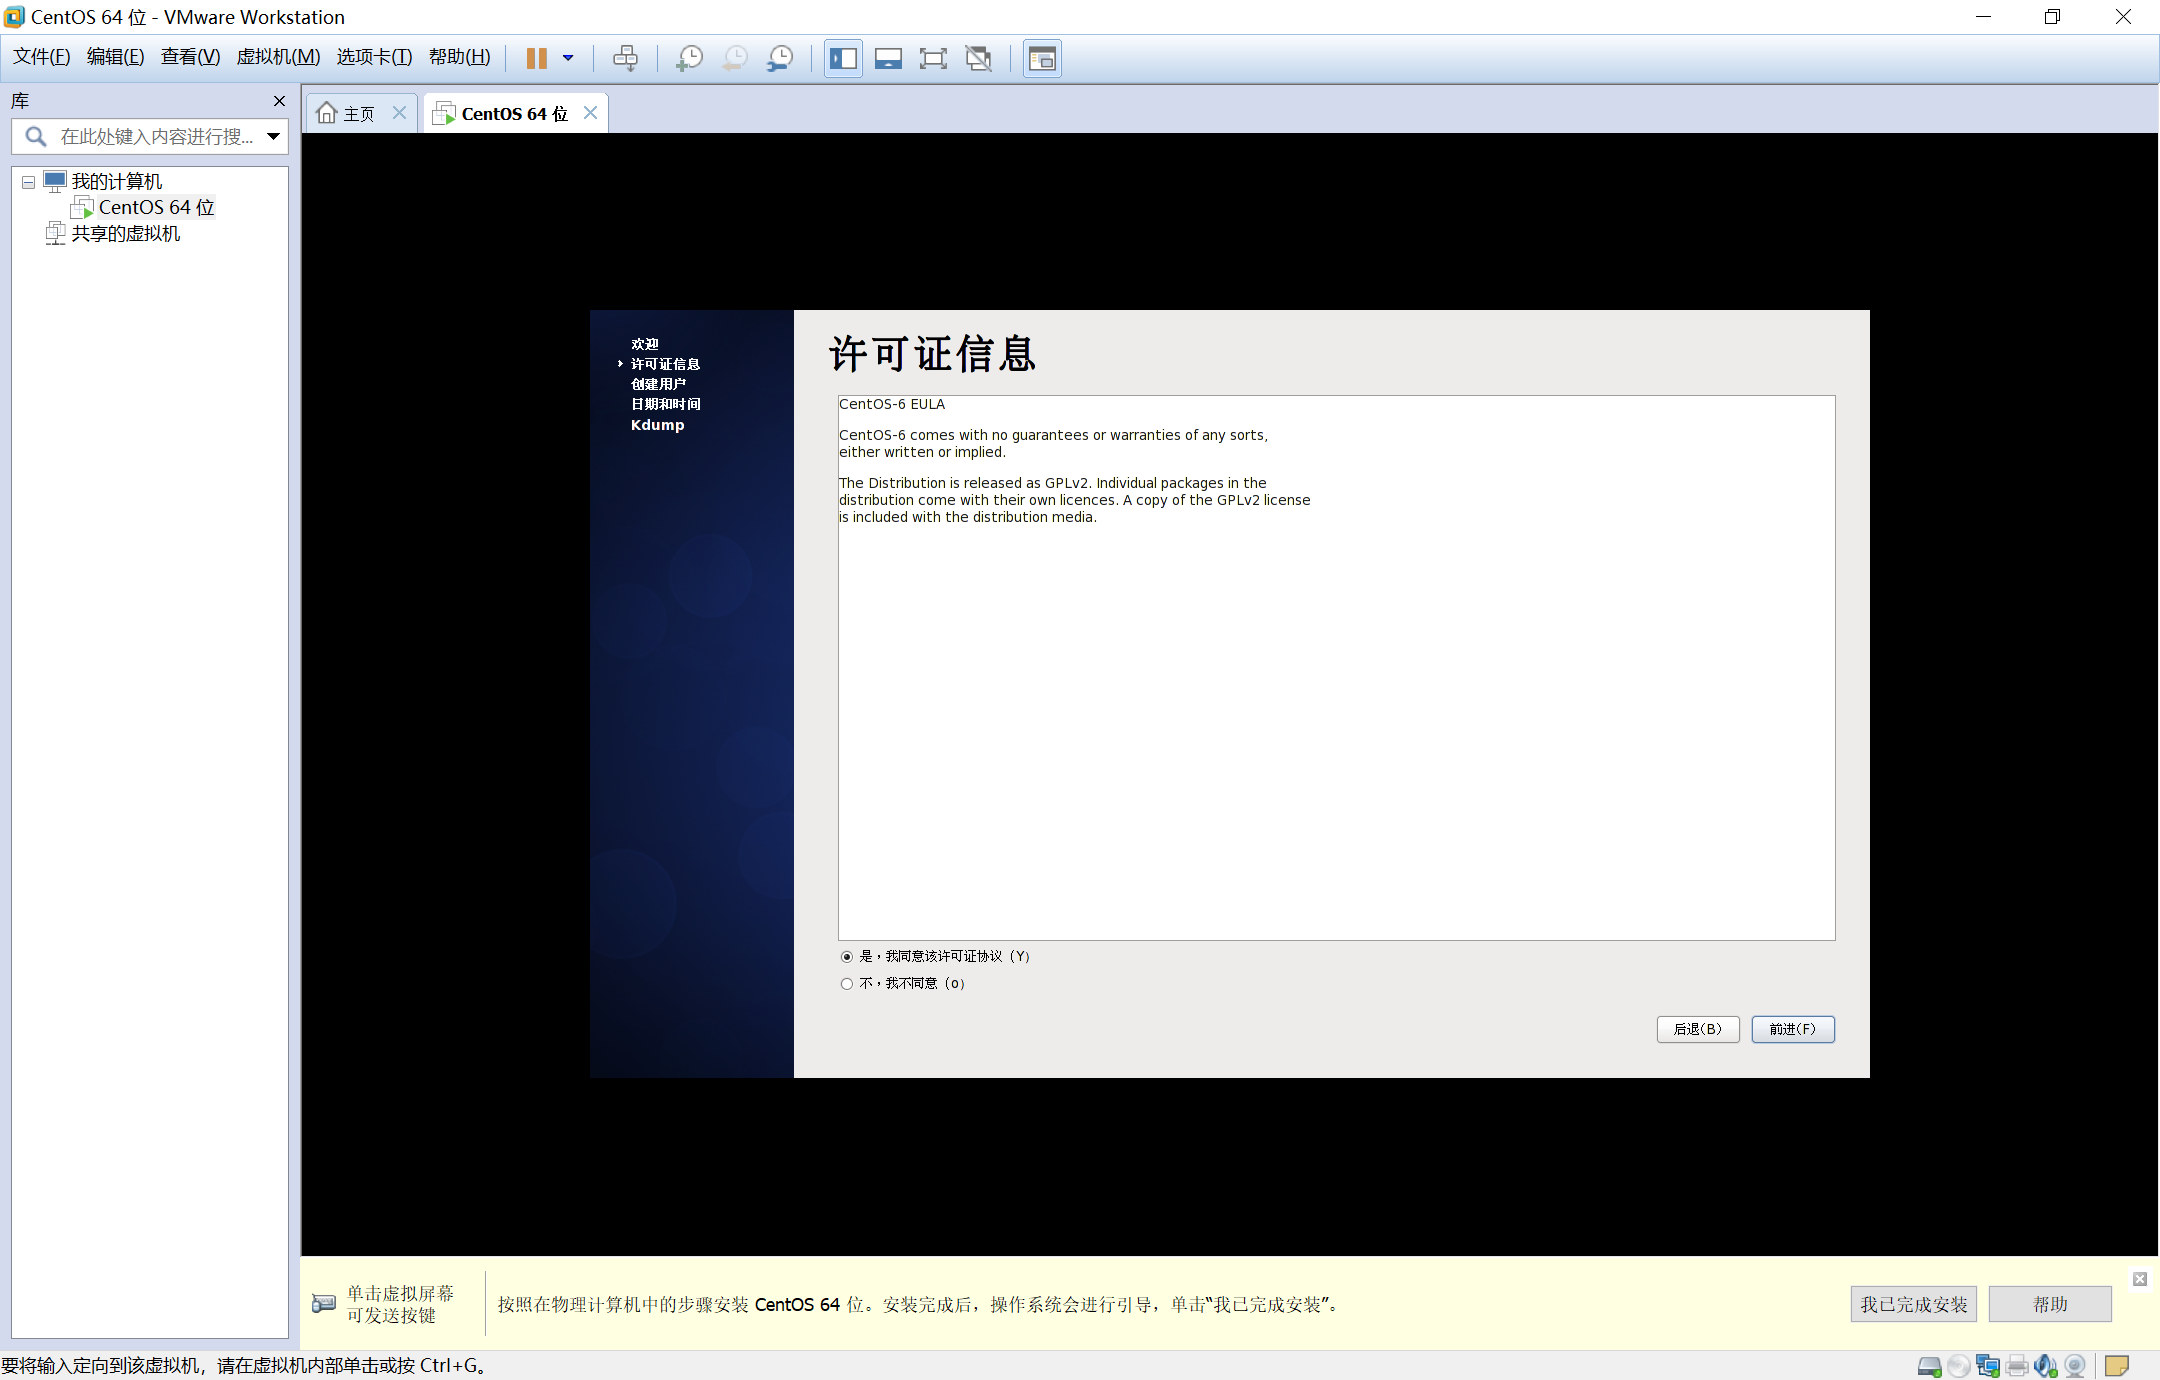 CentOS 64 位 - VMware Workstation
文件(F) 编辑(E) 查看(V) 虚拟机(M) 选项卡(T) 帮助(H)
库
在此处键入内容进行搜...
我的计算机
CentOS 64 位
共享的虚拟机
主页
CentOS 64 位
欢迎
许可证信息
创建用户
日期和时间
Kdump
许可证信息
CentOS-6 EULA
CentOS-6 comes with no guarantees or warranties of any sorts,
either written or implied.
The Distribution is released as GPLv2. Individual packages in the
distribution come with their own licences. A copy of the GPLv2 license
is included with the distribution media.
是，我同意该许可证协议（Y）
不，我不同意（o）
后退(B)
前进(F)
单击虚拟屏幕
可发送按键
按照在物理计算机中的步骤安装 CentOS 64 位。安装完成后，操作系统会进行引导，单击“我已完成安装”。
我已完成安装
帮助
要将输入定向到该虚拟机，请在虚拟机内部单击或按 Ctrl+G。